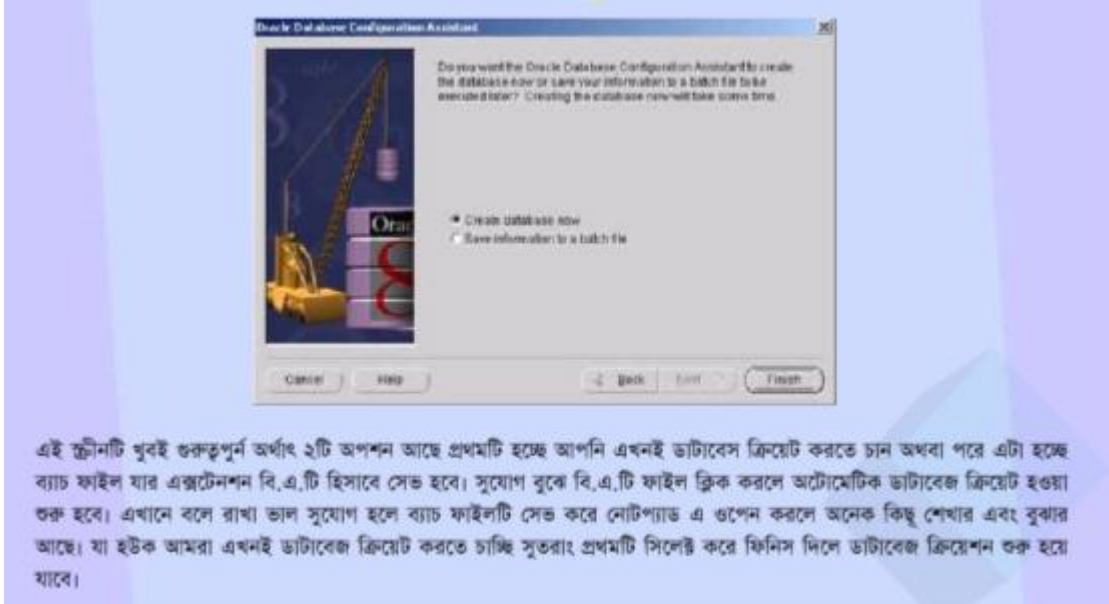 Oracle Database Configuration Assistant
Do you want the Oracle Database Configuration Assistant to create
the database now or save your information to a batch file to be
executed later? Creating the database now will take some time.
Orac
8
Create database now
Save information to a batch file
Cancel
Help
Back
Next
Finish
এই স্ক্রীনটি খুবই গুরুত্বপুর্ন অর্থাৎ ২টি অপশন আছে প্রথমটি হচ্ছে আপনি এখনই ডাটাবেস ক্রিয়েট করতে চান অথবা পরে এটা হচ্ছে
ব্যাচ ফাইল যার এক্সটেনশন বি.এ.টি হিসাবে সেভ হবে। সুযোগ বুঝে বি.এ.টি ফাইল ক্লিক করলে অটোমেটিক ডাটাবেজ ক্রিয়েট হওয়া
শুরু হবে। এখানে বলে রাখা ভাল সুযোগ হলে ব্যাচ ফাইলটি সেভ করে নোটপ্যাড এ ওপেন করলে অনেক কিছু শেখার এবং বুঝার
আছে। যা হউক আমরা এখনই ডাটাবেজ ক্রিয়েট করতে চাচ্ছি সুতরাং প্রথমটি সিলেক্ট করে ফিনিস দিলে ডাটাবেজ ক্রিয়েশন শুরু হয়ে
যাবে।